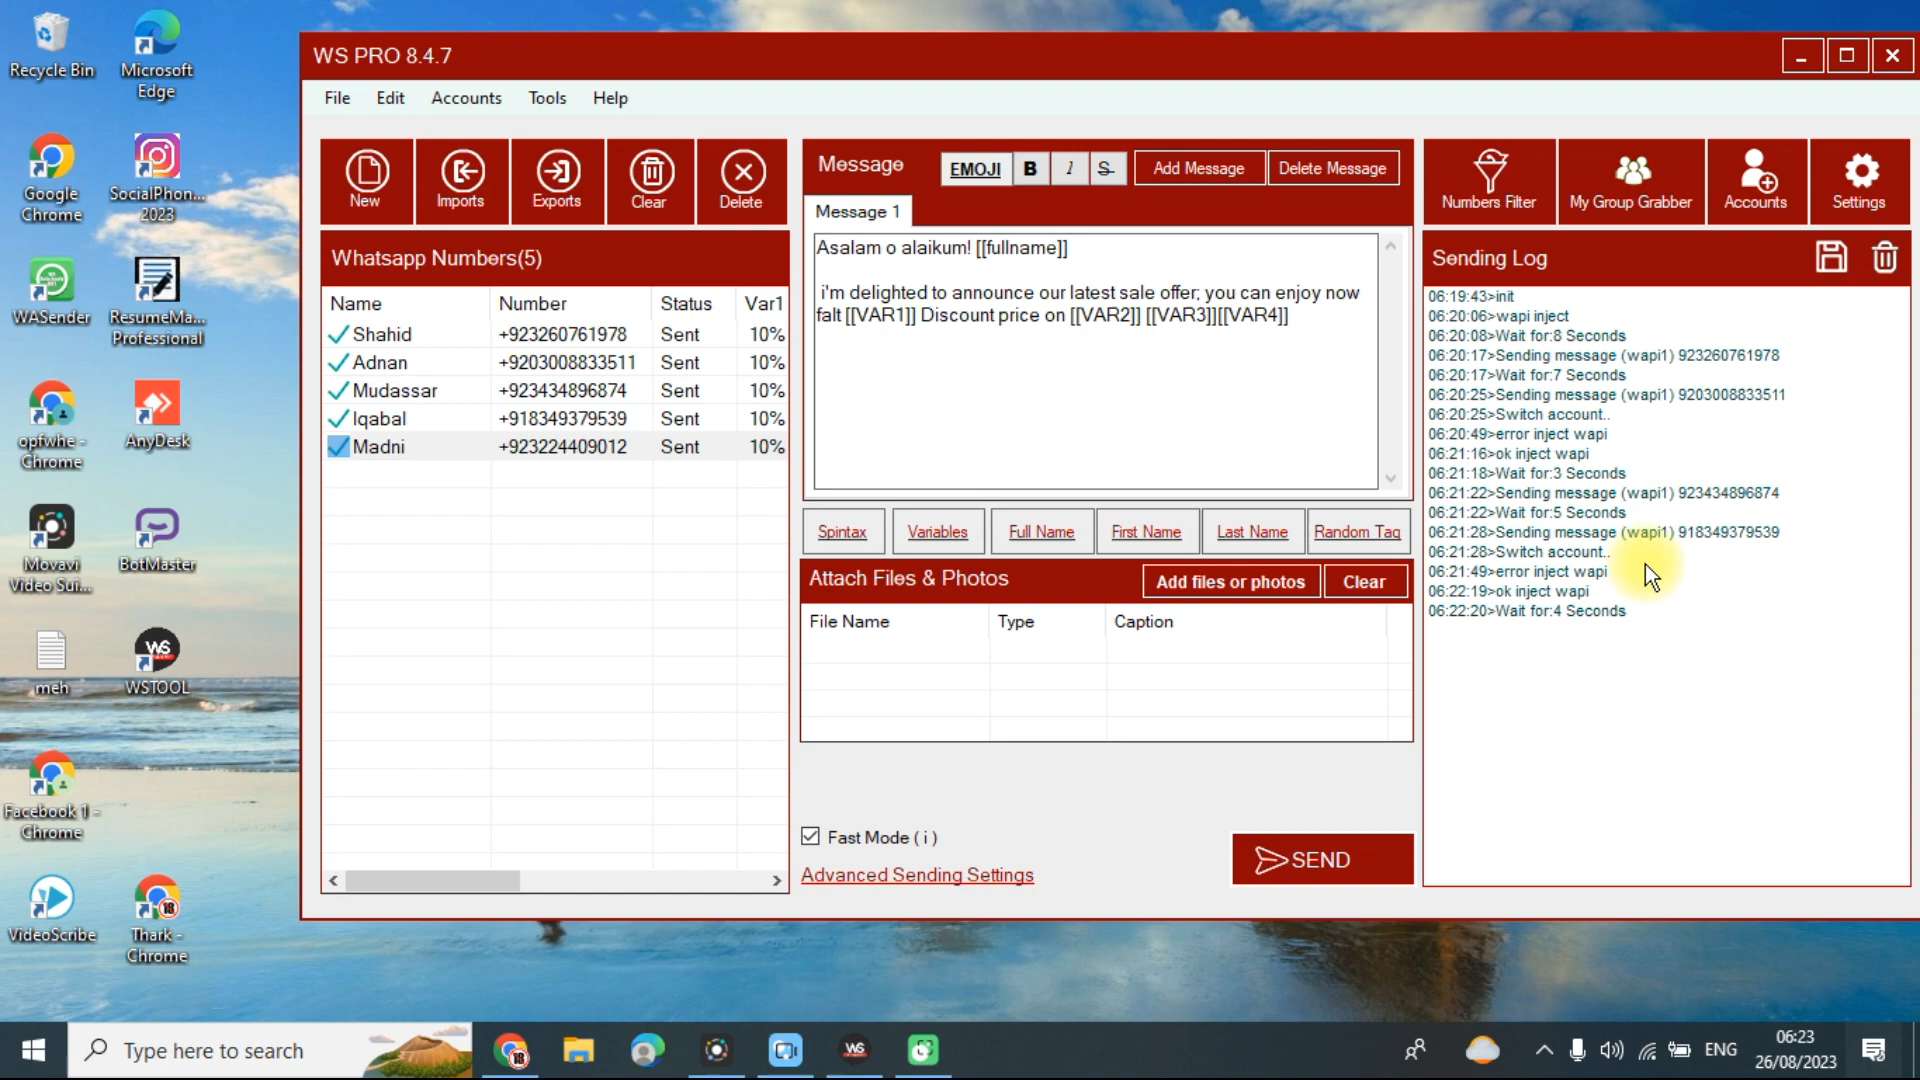 Recycle Bin
Microsoft
Edge
Google
Chrome
SocialPhon...
2023
WASender
ResumeMa...
Professional
opfwhe -
Chrome
AnyDesk
Movavi
Video Sui...
BotMaster
meh
WSTOOL
Facebook 1 -
Chrome
VideoScribe
Thark -
Chrome
WS PRO 8.4.7
File Edit Accounts Tools Help
New Imports Exports Clear Delete
Whatsapp Numbers(5)
Name Number Status Var1
Shahid +923260761978 Sent 10%
Adnan +9203008833511 Sent 10%
Mudassar +923434896874 Sent 10%
Iqabal +918349379539 Sent 10%
Madni +923224409012 Sent 10%
Message EMOJI B I S Add Message Delete Message
Message 1
Asalam o alaikum! [[fullname]]
i'm delighted to announce our latest sale offer; you can enjoy now
falt [[VAR1]] Discount price on [[VAR2]] [[VAR3]][[VAR4]]
Spintax Variables Full Name First Name Last Name Random Tag
Attach Files & Photos Add files or photos Clear
File Name Type Caption
Fast Mode ( i )
Advanced Sending Settings
SEND
Numbers Filter My Group Grabber Accounts Settings
Sending Log
06:19:43>init
06:20:06>wapi inject
06:20:08>Wait for:8 Seconds
06:20:17>Sending message (wapi1) 923260761978
06:20:17>Wait for:7 Seconds
06:20:25>Sending message (wapi1) 9203008833511
06:20:25>Switch account..
06:20:49>error inject wapi
06:21:16>ok inject wapi
06:21:18>Wait for:3 Seconds
06:21:22>Sending message (wapi1) 923434896874
06:21:22>Wait for:5 Seconds
06:21:28>Sending message (wapi1) 918349379539
06:21:28>Switch account..
06:21:49>error inject wapi
06:22:19>ok inject wapi
06:22:20>Wait for:4 Seconds
Type here to search
ENG
06:23
26/08/2023